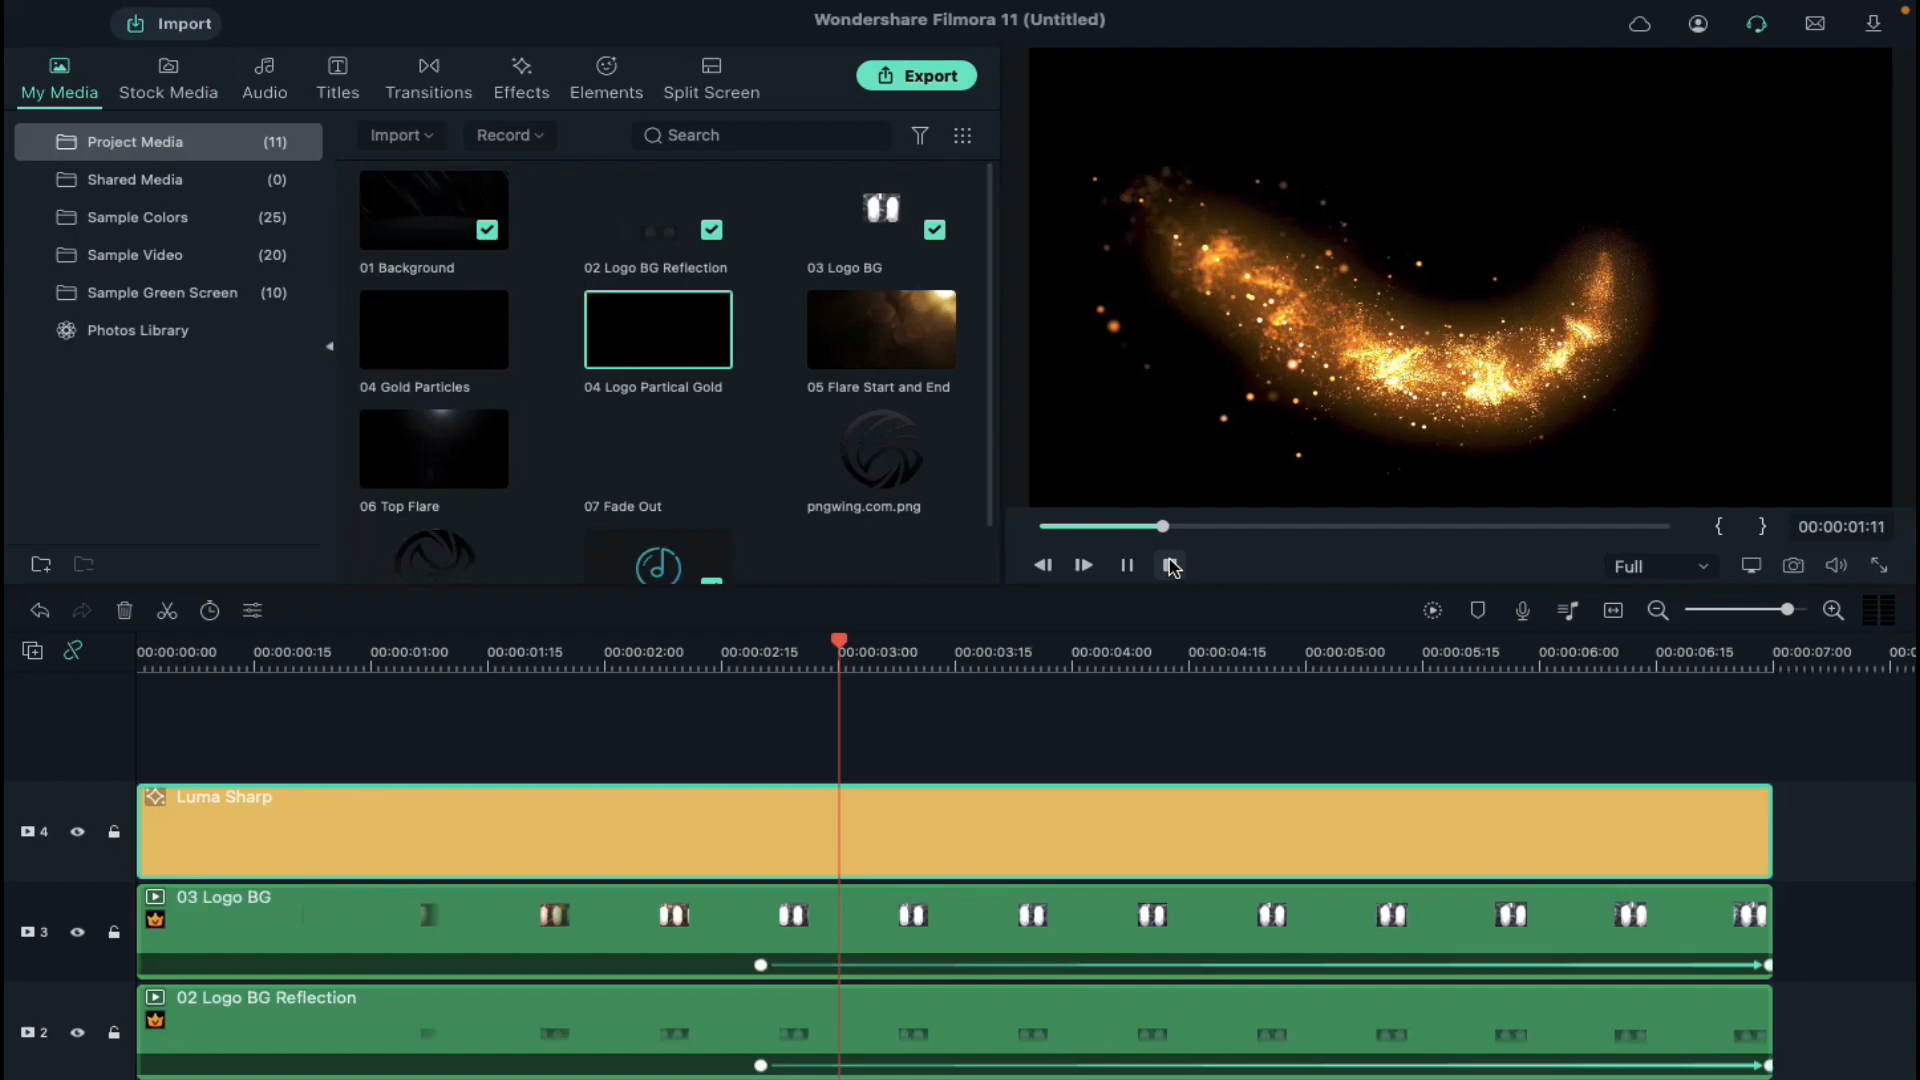 Import
Wondershare Filmora 11 (Untitled)
My Media
Stock Media
Audio
Titles
Transitions
Effects
Elements
Split Screen
Export
Project Media (11)
Shared Media (0)
Sample Colors (25)
Sample Video (20)
Sample Green Screen (10)
Photos Library
Import
Record
Search
01 Background
02 Logo BG Reflection
03 Logo BG
04 Gold Particles
04 Logo Partical Gold
05 Flare Start and End
06 Top Flare
07 Fade Out
pngwing.com.png
{ } 00:00:01:11
Full
00:00:00:00 00:00:00:15 00:00:01:00 00:00:01:15 00:00:02:00 00:00:02:15 00:00:03:00 00:00:03:15 00:00:04:00 00:00:04:15 00:00:05:00 00:00:05:15 00:00:06:00 00:00:06:15 00:00:07:00 00:0
Luma Sharp
4
03 Logo BG
3
02 Logo BG Reflection
2